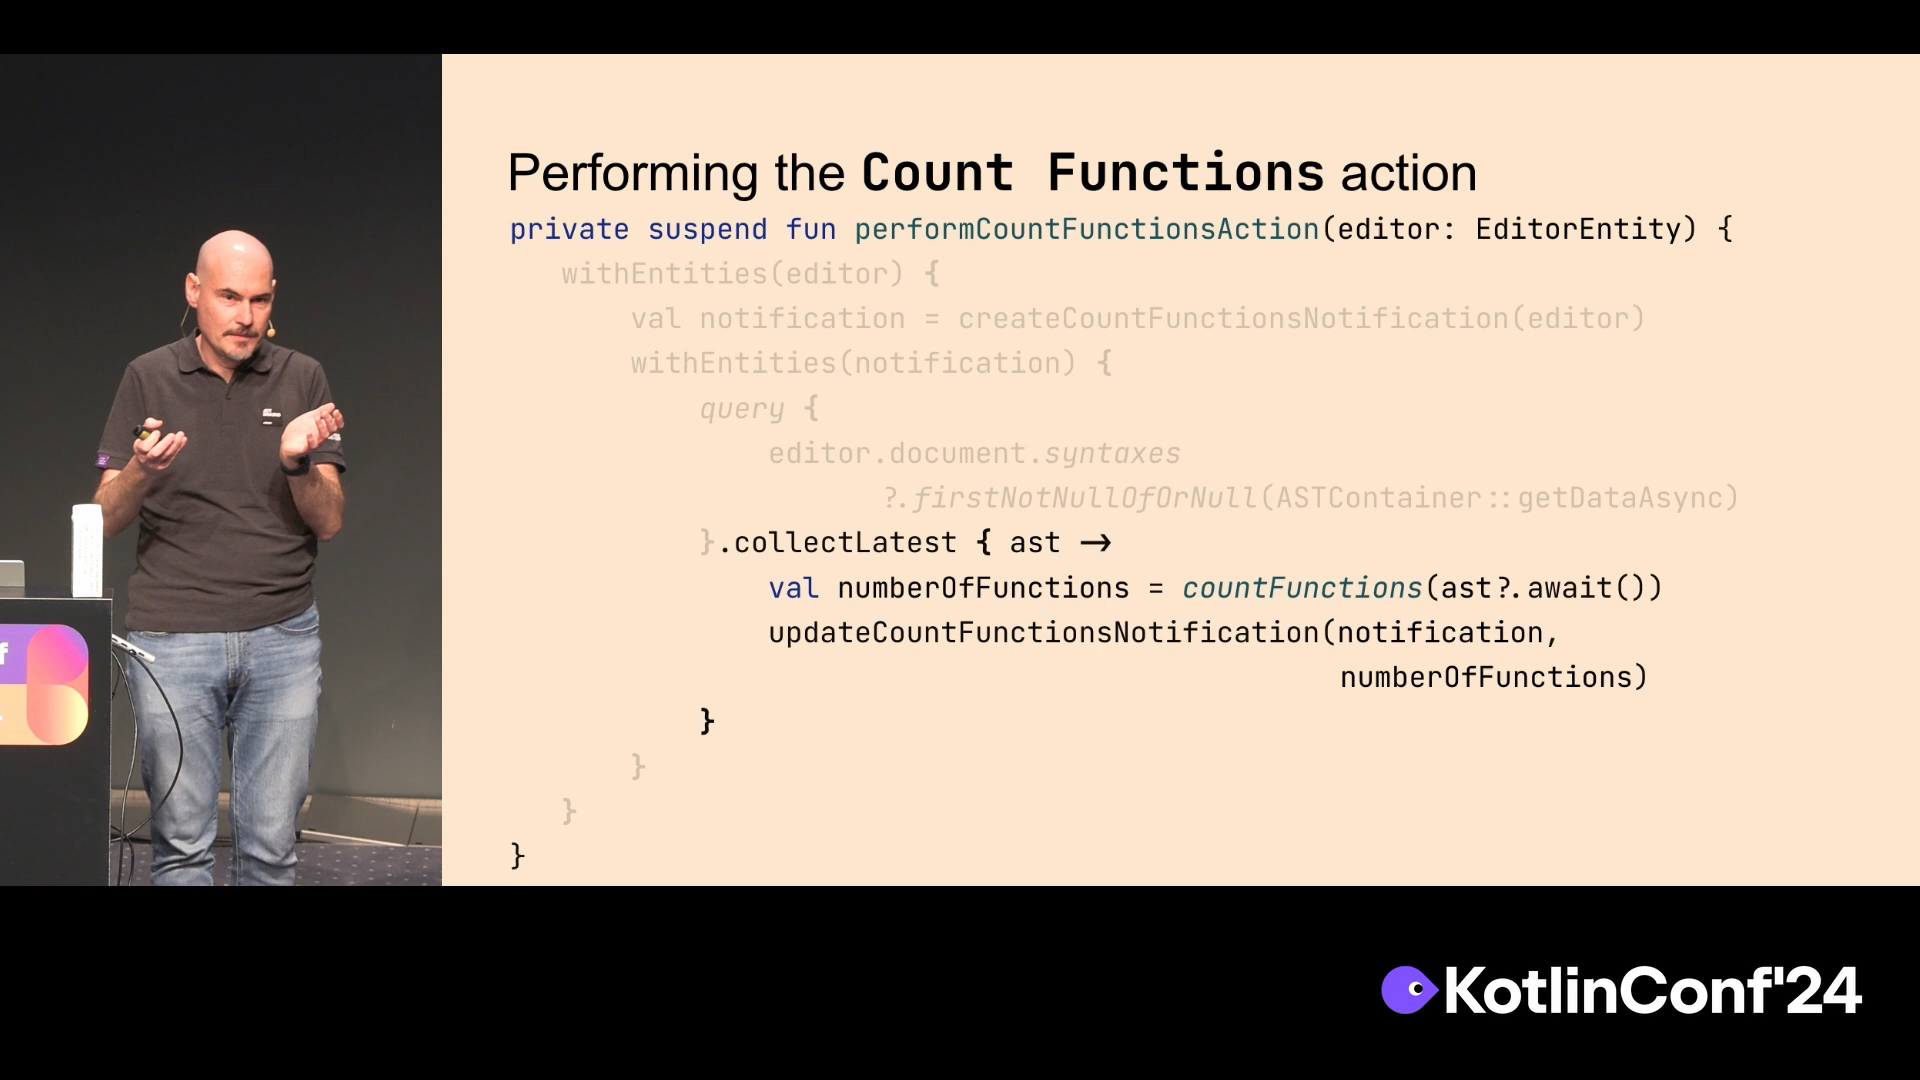 Performing the Count Functions action
private suspend fun performCountFunctionsAction(editor: EditorEntity) {
withEntities(editor) {
val notification = createCountFunctionsNotification(editor)
withEntities(notification) {
query {
editor.document.syntaxes
?.firstNotNullOfOrNull(ASTContainer::getDataAsync)
}.collectLatest { ast ->
val numberOfFunctions = countFunctions(ast?.await())
updateCountFunctionsNotification(notification,
numberOfFunctions)
}
}
}
}
KotlinConf'24